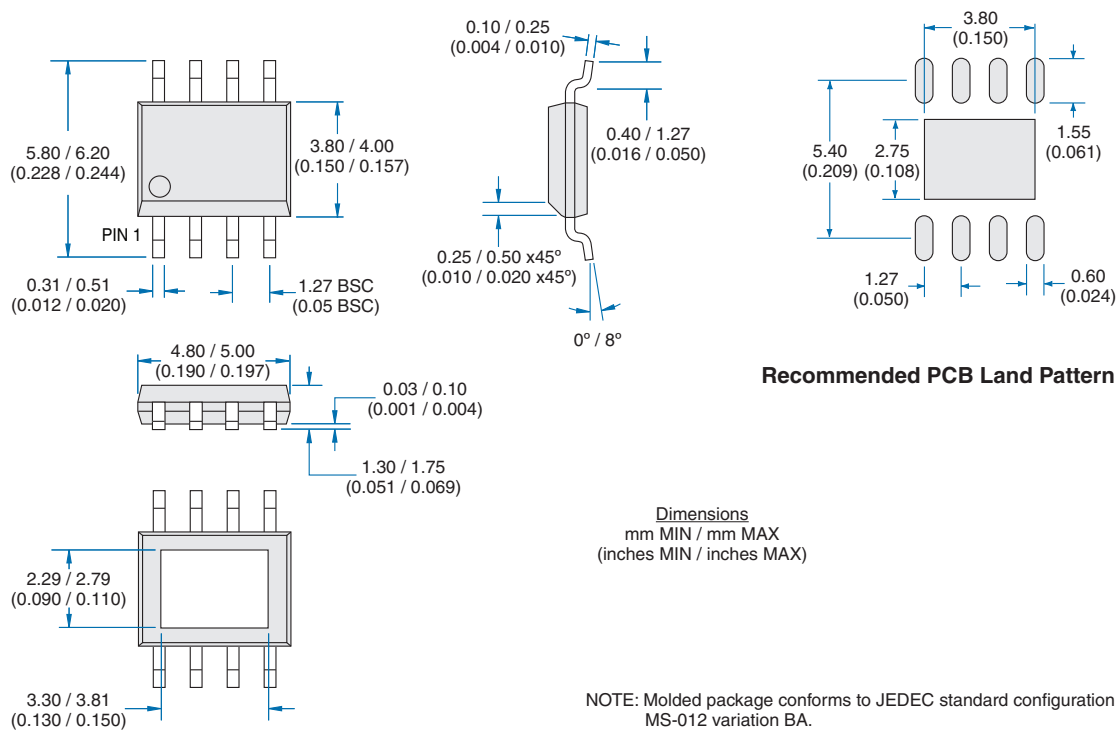 0.10 / 0.25
(0.004 / 0.010)
3.80
(0.150)
5.80 / 6.20
(0.228 / 0.244)
3.80 / 4.00
(0.150 / 0.157)
0.40 / 1.27
(0.016 / 0.050)
5.40
(0.209)
2.75
(0.108)
1.55
(0.061)
PIN 1
0.31 / 0.51
(0.012 / 0.020)
1.27 BSC
(0.05 BSC)
0.25 / 0.50 x45º
(0.010 / 0.020 x45º)
0º / 8º
1.27
(0.050)
0.60
(0.024)
Recommended PCB Land Pattern
4.80 / 5.00
(0.190 / 0.197)
0.03 / 0.10
(0.001 / 0.004)
1.30 / 1.75
(0.051 / 0.069)
Dimensions
mm MIN / mm MAX
(inches MIN / inches MAX)
2.29 / 2.79
(0.090 / 0.110)
3.30 / 3.81
(0.130 / 0.150)
NOTE: Molded package conforms to JEDEC standard configuration
MS-012 variation BA.